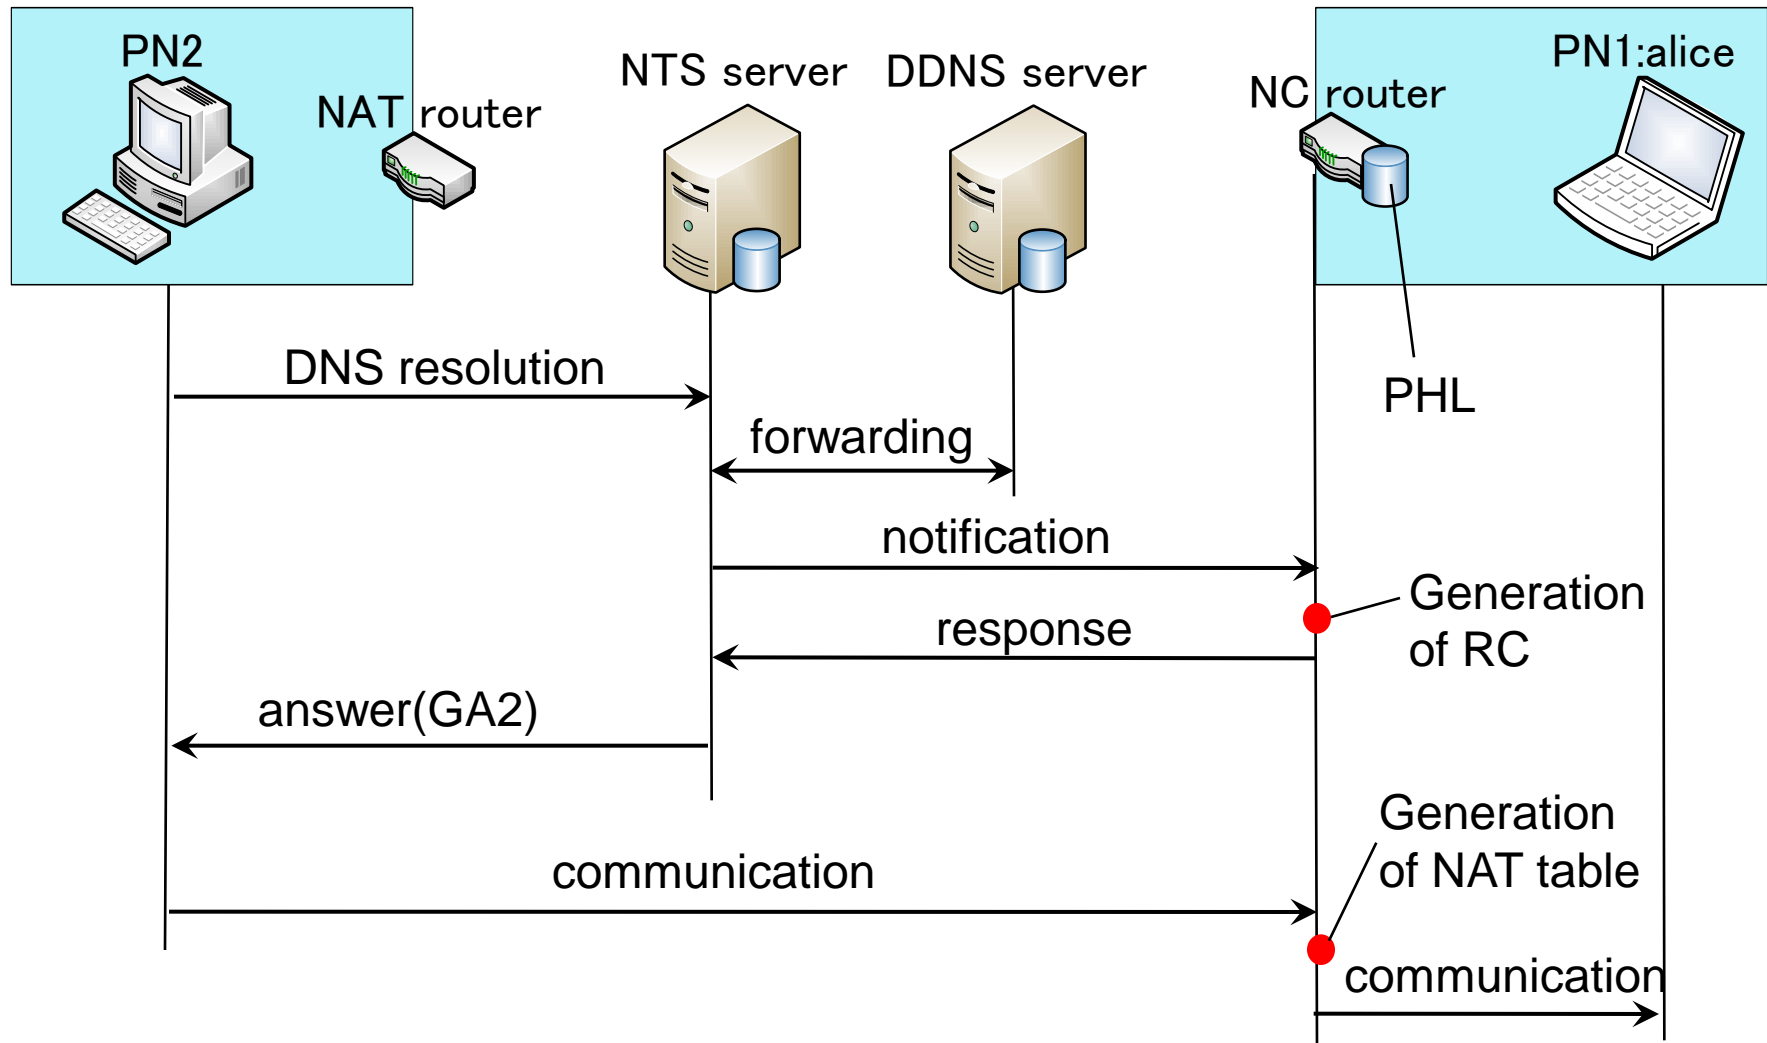 PN2
NAT router
NTS server
DDNS server
NC router
PN1:alice
DNS resolution
PHL
forwarding
notification
Generation
of RC
response
answer(GA2)
Generation
of NAT table
communication
communication